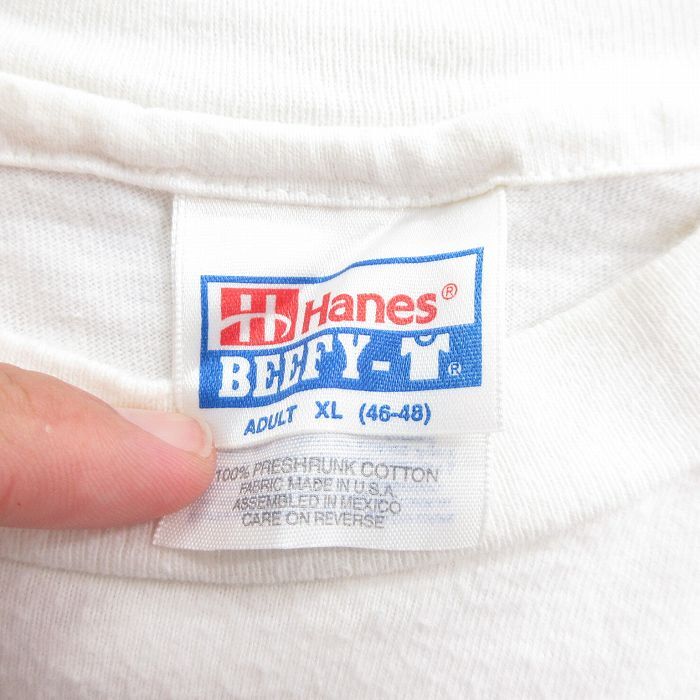 H Hanes®
BEEFY-T®
ADULT XL (46-48)
100% PRESHRUNK COTTON
FABRIC MADE IN U.S.A.
ASSEMBLED IN MEXICO
CARE ON REVERSE